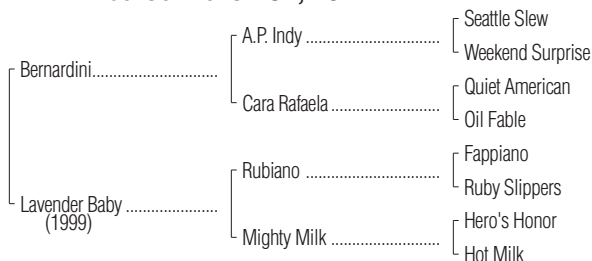 Seattle Slew
A.P. Indy
Weekend Surprise
Bernardini
Quiet American
Cara Rafaela
Oil Fable
Fappiano
Rubiano
Ruby Slippers
Lavender Baby
(1999)
Hero's Honor
Mighty Milk
Hot Milk